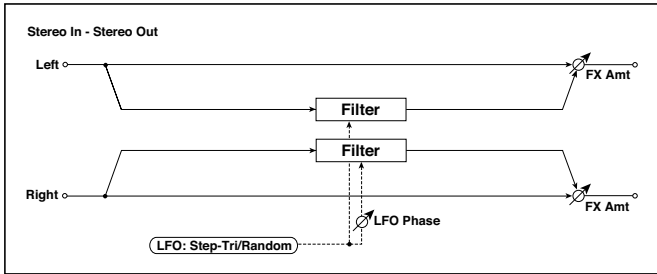 Stereo In - Stereo Out
Left
FX Amt
Filter
Filter
Right
FX Amt
LFO Phase
LFO: Step-Tri/Random